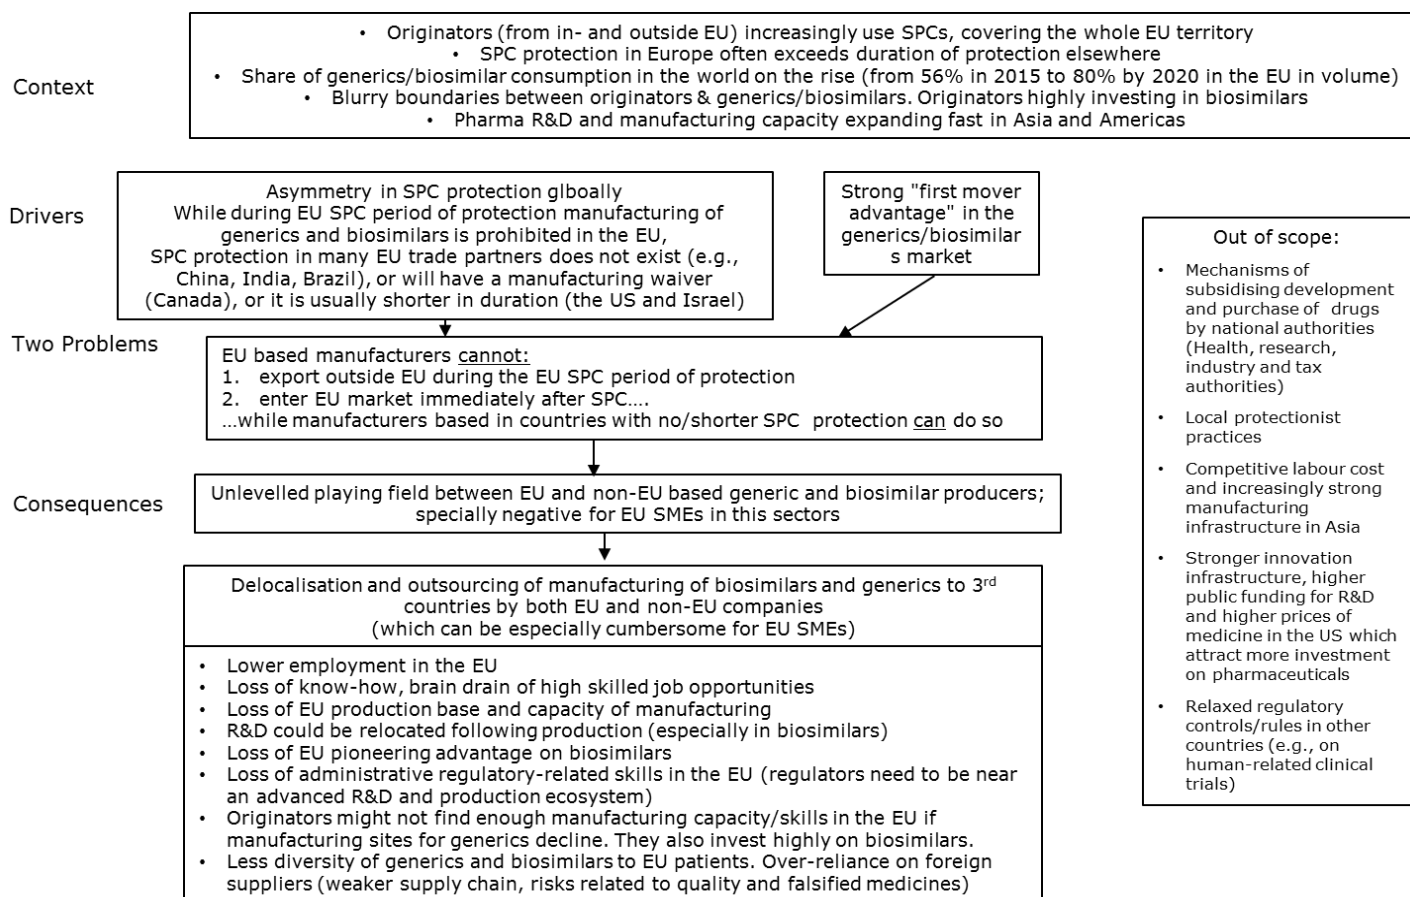 Context
• Originators (from in- and outside EU) increasingly use SPCs, covering the whole EU territory
• SPC protection in Europe often exceeds duration of protection elsewhere
• Share of generics/biosimilar consumption in the world on the rise (from 56% in 2015 to 80% by 2020 in the EU in volume)
• Blurry boundaries between originators & generics/biosimilars. Originators highly investing in biosimilars
• Pharma R&D and manufacturing capacity expanding fast in Asia and Americas
Drivers
Asymmetry in SPC protection glboally
While during EU SPC period of protection manufacturing of
generics and biosimilars is prohibited in the EU,
SPC protection in many EU trade partners does not exist (e.g.,
China, India, Brazil), or will have a manufacturing waiver
(Canada), or it is usually shorter in duration (the US and Israel)
Strong "first mover
advantage" in the
generics/biosimilar
s market
Two Problems
EU based manufacturers cannot:
1. export outside EU during the EU SPC period of protection
2. enter EU market immediately after SPC....
...while manufacturers based in countries with no/shorter SPC protection can do so
Consequences
Unlevelled playing field between EU and non-EU based generic and biosimilar producers;
specially negative for EU SMEs in this sectors
Delocalisation and outsourcing of manufacturing of biosimilars and generics to 3rd
countries by both EU and non-EU companies
(which can be especially cumbersome for EU SMEs)
• Lower employment in the EU
• Loss of know-how, brain drain of high skilled job opportunities
• Loss of EU production base and capacity of manufacturing
• R&D could be relocated following production (especially in biosimilars)
• Loss of EU pioneering advantage on biosimilars
• Loss of administrative regulatory-related skills in the EU (regulators need to be near
an advanced R&D and production ecosystem)
• Originators might not find enough manufacturing capacity/skills in the EU if
manufacturing sites for generics decline. They also invest highly on biosimilars.
• Less diversity of generics and biosimilars to EU patients. Over-reliance on foreign
suppliers (weaker supply chain, risks related to quality and falsified medicines)
Out of scope:
• Mechanisms of
subsidising development
and purchase of drugs
by national authorities
(Health, research,
industry and tax
authorities)
• Local protectionist
practices
• Competitive labour cost
and increasingly strong
manufacturing
infrastructure in Asia
• Stronger innovation
infrastructure, higher
public funding for R&D
and higher prices of
medicine in the US which
attract more investment
on pharmaceuticals
• Relaxed regulatory
controls/rules in other
countries (e.g., on
human-related clinical
trials)